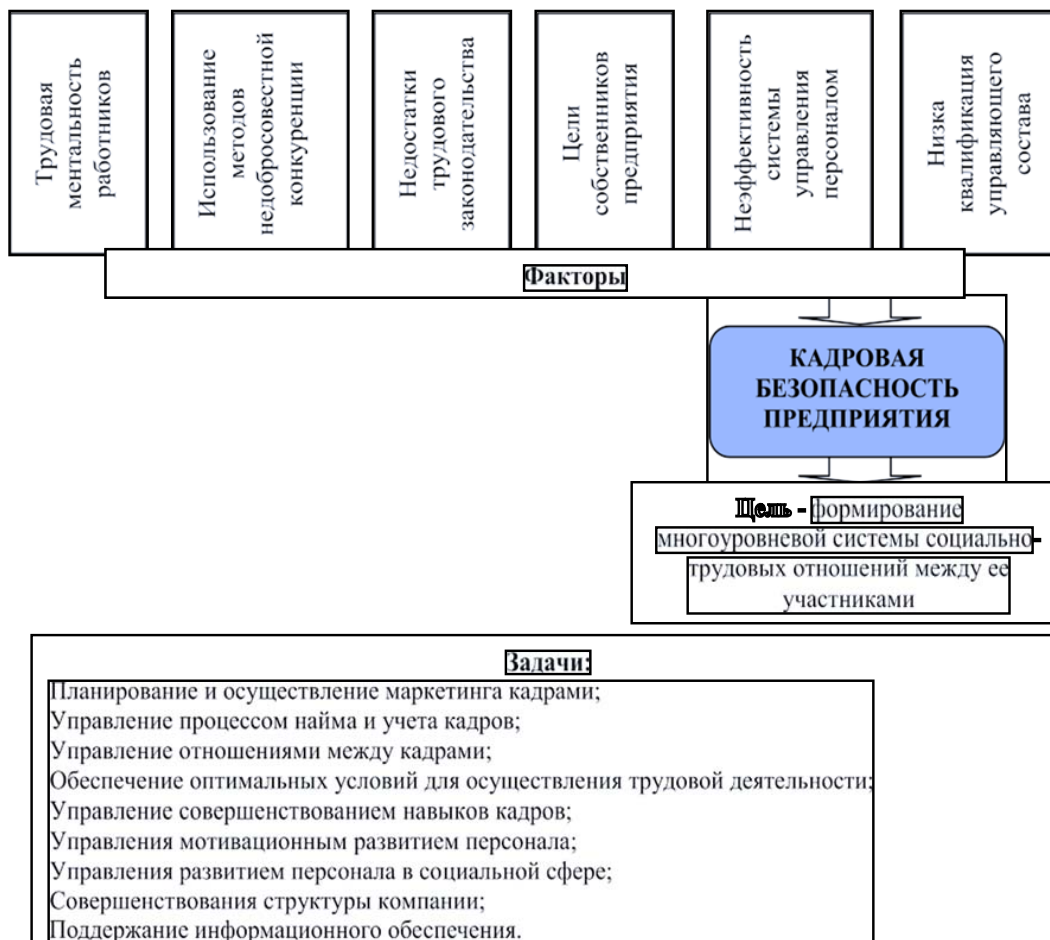 Трудовая
ментальность
работников
Использование
методов
недобросовестной
конкуренции
Недостатки
трудового
законодательства
Цели
собственников
предприятия
Неэффективность
системы
управления
персоналом
Низка
квалификация
управляющего
состава
Факторы
КАДРОВАЯ
БЕЗОПАСНОСТЬ
ПРЕДПРИЯТИЯ
Цель - формирование
многоуровневой системы социально-
трудовых отношений между ее
участниками
Задачи:
Планирование и осуществление маркетинга кадрами;
Управление процессом найма и учета кадров;
Управление отношениями между кадрами;
Обеспечение оптимальных условий для осуществления трудовой деятельности;
Управление совершенствованием навыков кадров;
Управления мотивационным развитием персонала;
Управления развитием персонала в социальной сфере;
Совершенствования структуры компании;
Поддержание информационного обеспечения.